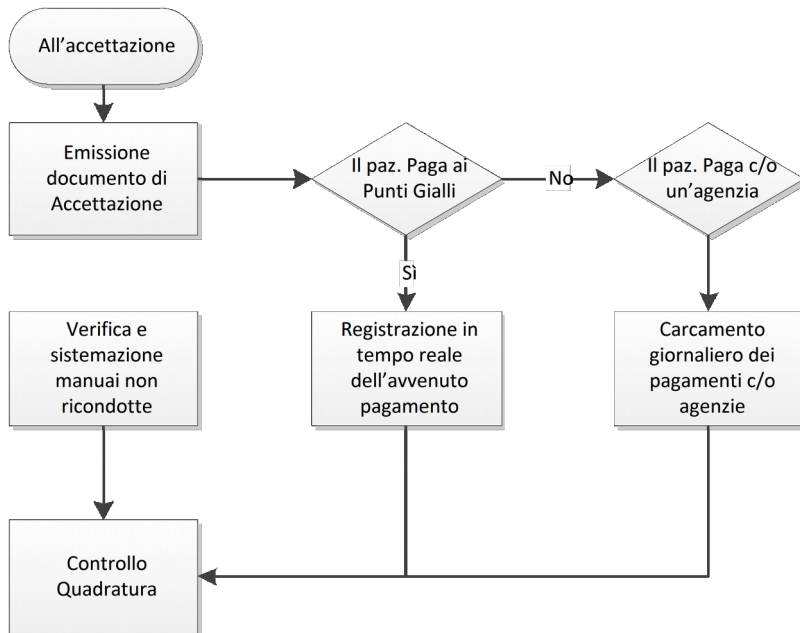 All'accettazione
Emissione
documento di
Accettazione
Il paz. Paga ai
Punti Gialli
No
Il paz. Paga c/o
un'agenzia
Sì
Verifica e
sistemazione
manuai non
ricondotte
Registrazione in
tempo reale
dell'avvenuto
pagamento
Carcamento
giornaliero dei
pagamenti c/o
agenzie
Controllo
Quadratura